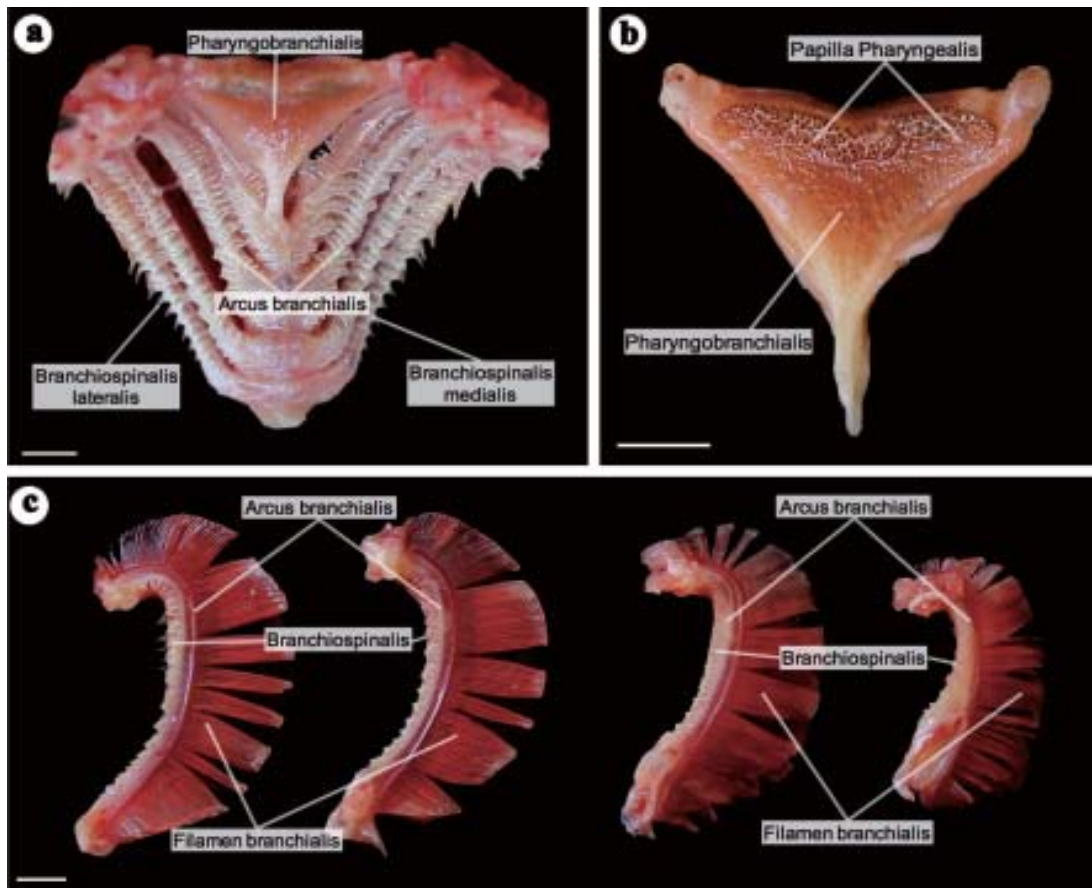 a
Pharyngobranchialis
Arcus branchialis
Branchiospinalis
lateralis
Branchiospinalis
medialis
b
Papilla Pharyngealis
Pharyngobranchialis
c
Arcus branchialis
Branchiospinalis
Filamen branchialis
Arcus branchialis
Branchiospinalis
Filamen branchialis